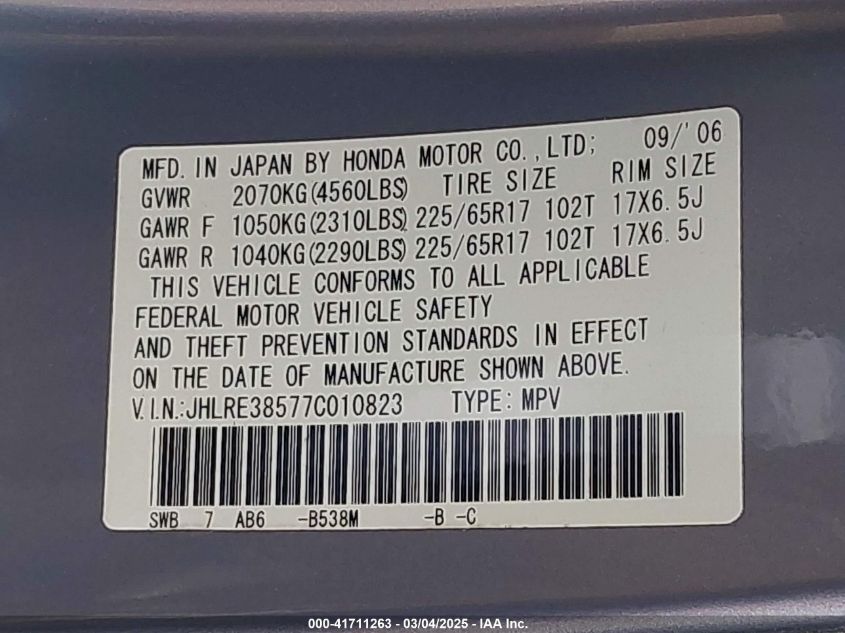 MFD. IN JAPAN BY HONDA MOTOR CO.,LTD; 09/'06
GVWR 2070KG(4560LBS) TIRE SIZE RIM SIZE
GAWR F 1050KG(2310LBS) 225/65R17 102T 17X6.5J
GAWR R 1040KG(2290LBS) 225/65R17 102T 17X6.5J
THIS VEHICLE CONFORMS TO ALL APPLICABLE
FEDERAL MOTOR VEHICLE SAFETY
AND THEFT PREVENTION STANDARDS IN EFFECT
ON THE DATE OF MANUFACTURE SHOWN ABOVE.
V.I.N.:JHLRE38577C010823 TYPE: MPV
SWB 7 AB6 -B538M -B -C
000-41711263 - 03/04/2025 - IAA Inc.